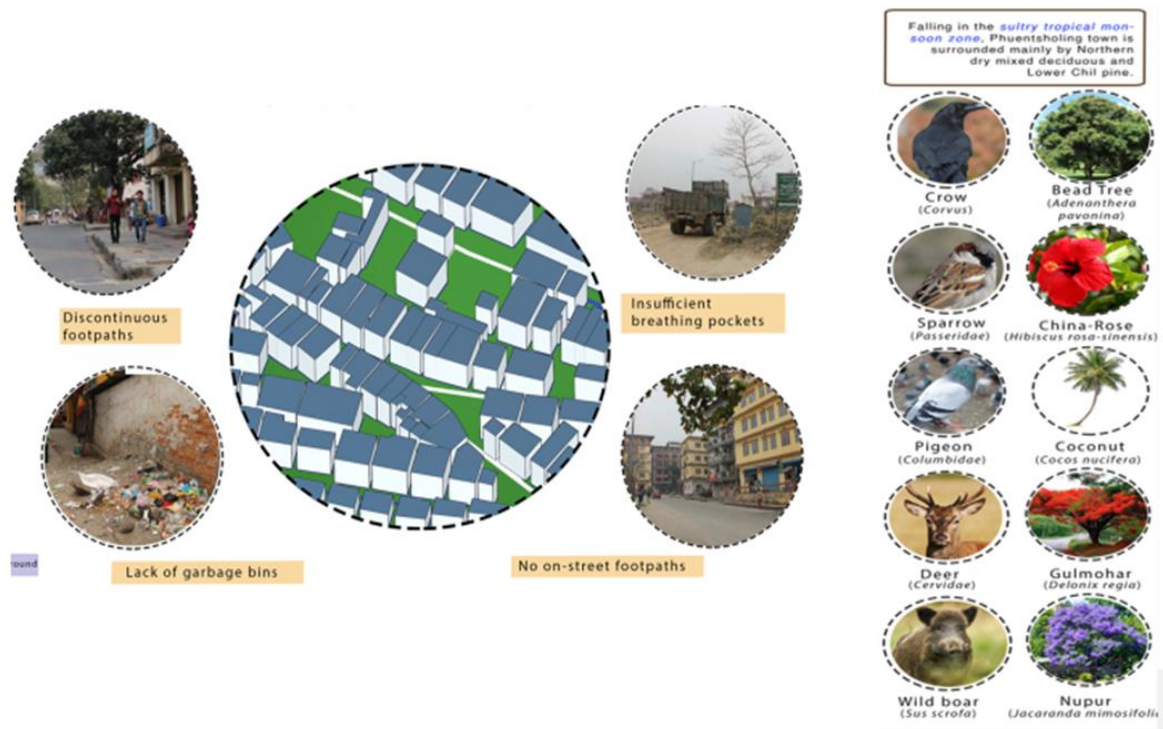 Falling in the sultry tropical mon-
soon zone, Phuentsholing town is
surrounded mainly by Northern
dry mixed deciduous and
Lower Chil pine.
Discontinuous
footpaths
Insufficient
breathing pockets
Lack of garbage bins
No on-street footpaths
round
Crow
(Corvus)
Bead Tree
(Adenanthera
pavonina)
Sparrow
(Passeridae)
China-Rose
(Hibiscus rosa-sinensis)
Pigeon
(Columbidae)
Coconut
(Cocos nucifera)
Deer
(Cervidae)
Gulmohar
(Delonix regia)
Wild boar
(Sus scrofa)
Nupur
(Jacaranda mimosifoli